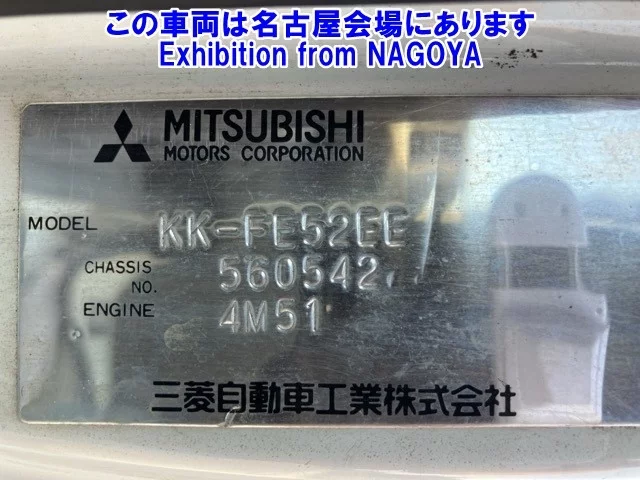 この車両は名古屋会場にあります
Exhibition from NAGOYA
MITSUBISHI
MOTORS CORPORATION
MODEL KK-FE52EE
CHASSIS NO. 560542
ENGINE 4M51
三菱自動車工業株式会社